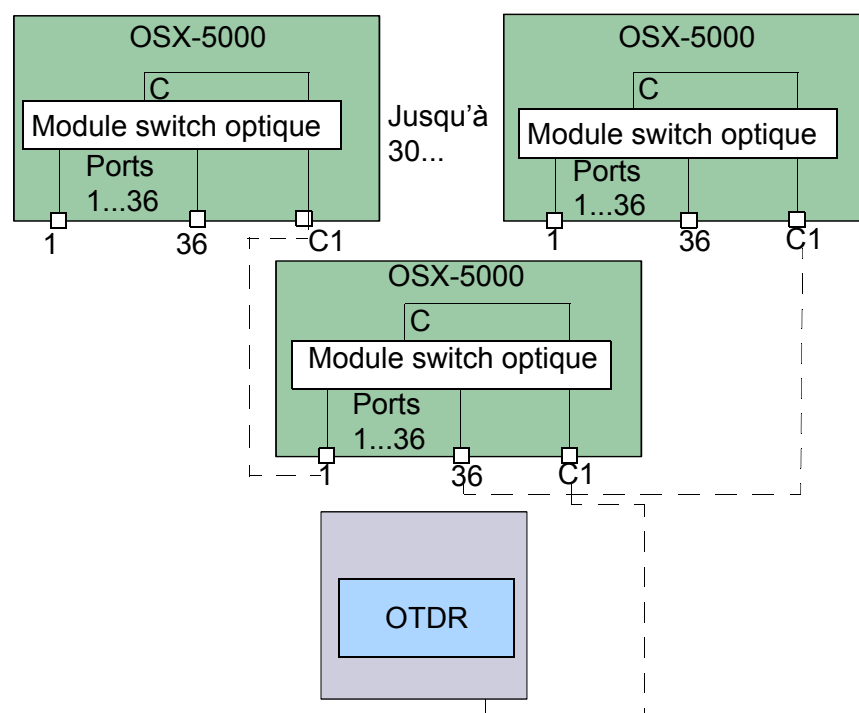 OSX-5000
C
Module switch optique
Ports
1...36
1
36
C1
Jusqu'à
30...
OSX-5000
C
Module switch optique
Ports
1...36
1
36
C1
OSX-5000
C
Module switch optique
Ports
1...36
1
36
C1
OTDR